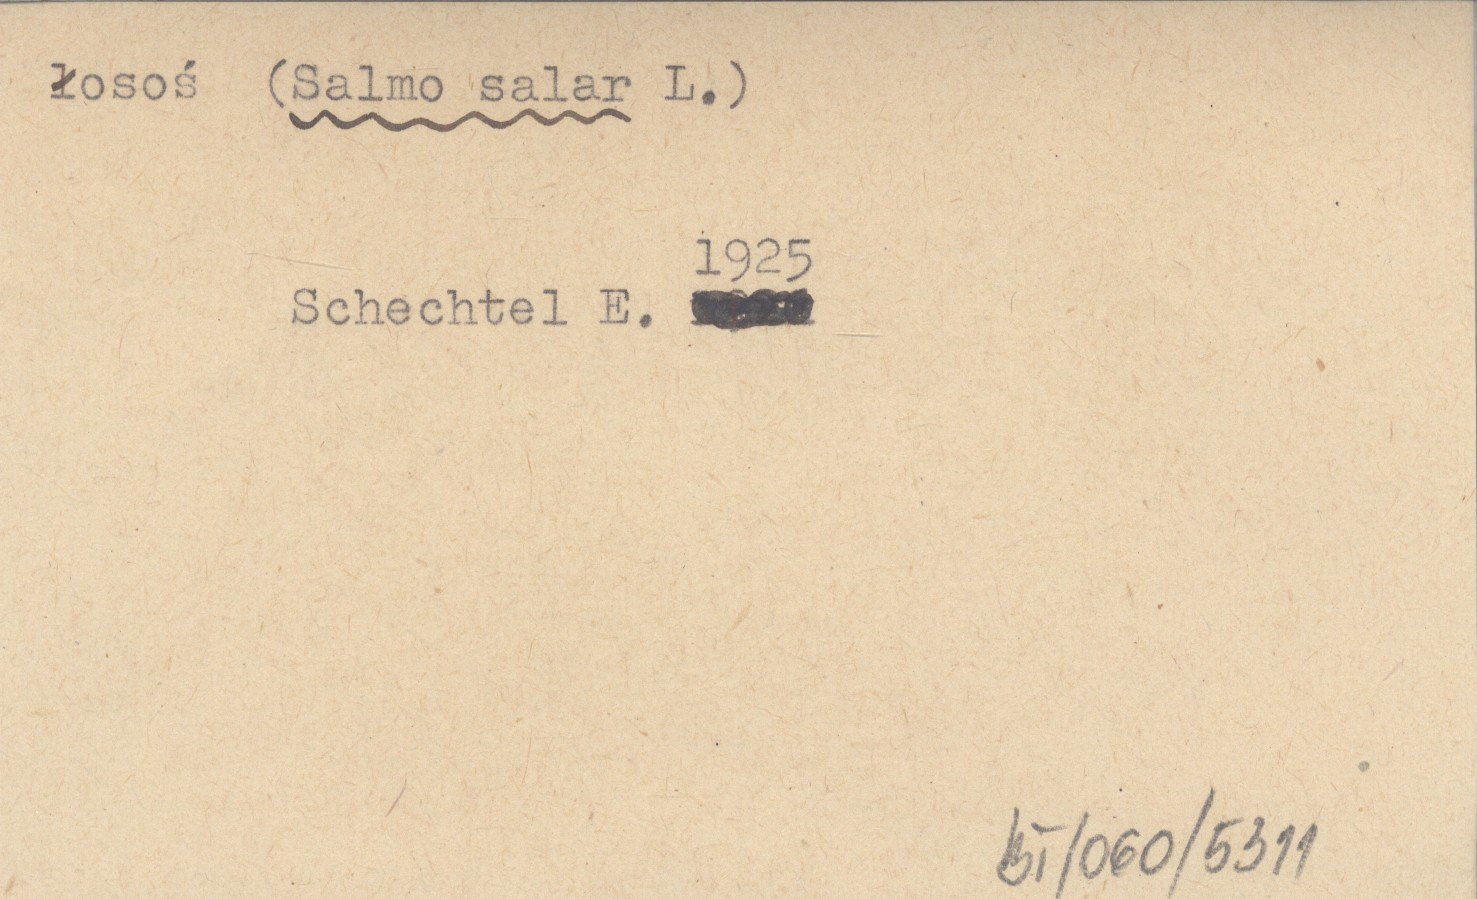 łosoś (Salmo salar L.)
1925
Schechtel E.
BI/060/5311